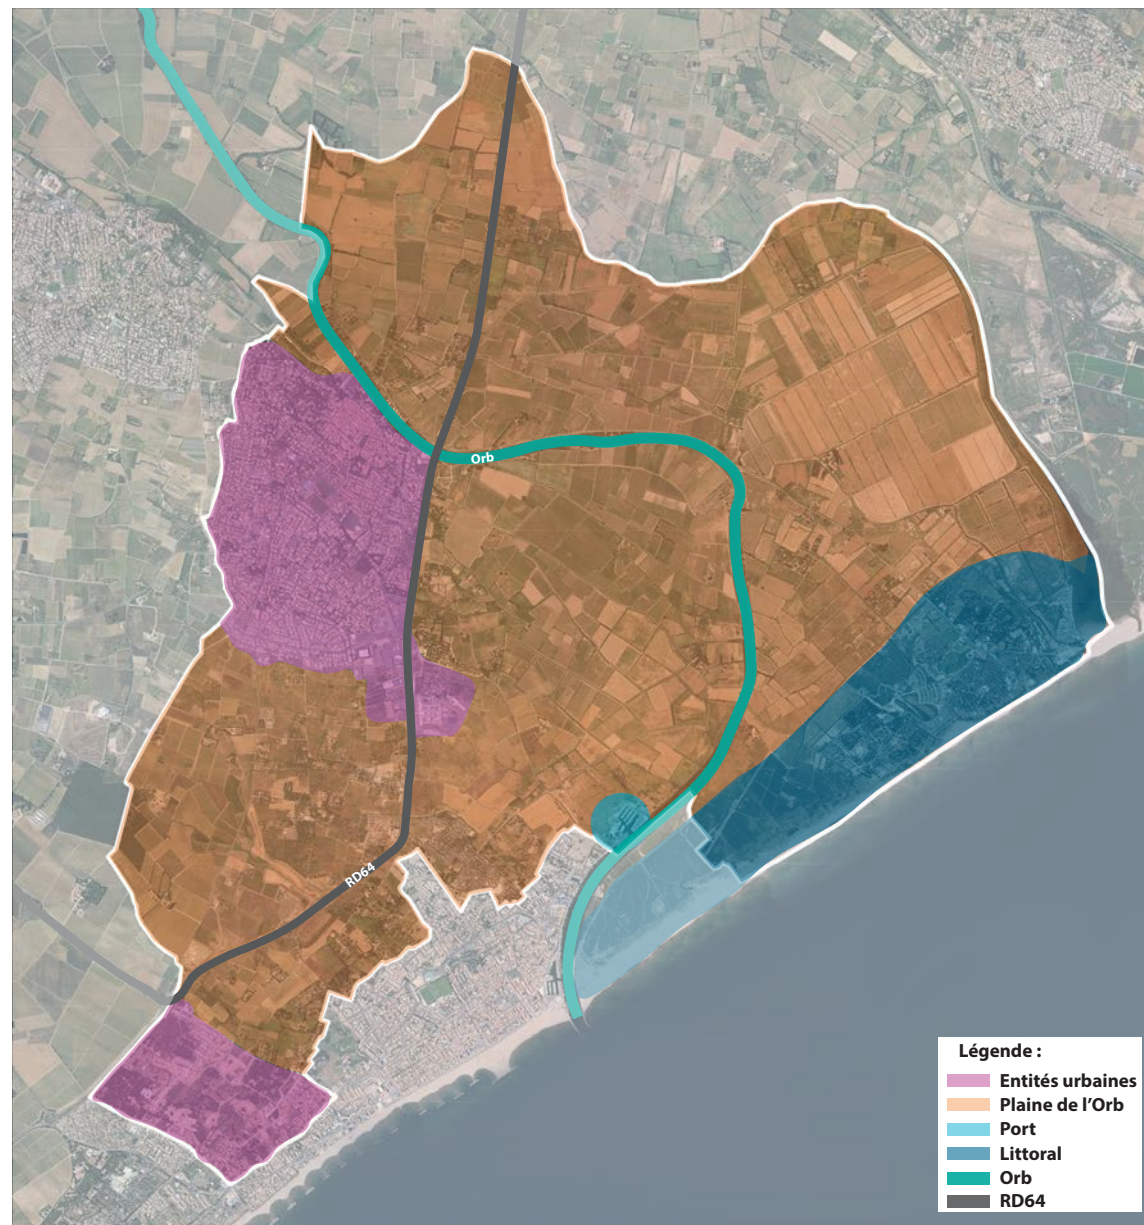 Orb
RD64
Légende :
Entités urbaines
Plaine de l'Orb
Port
Littoral
Orb
RD64